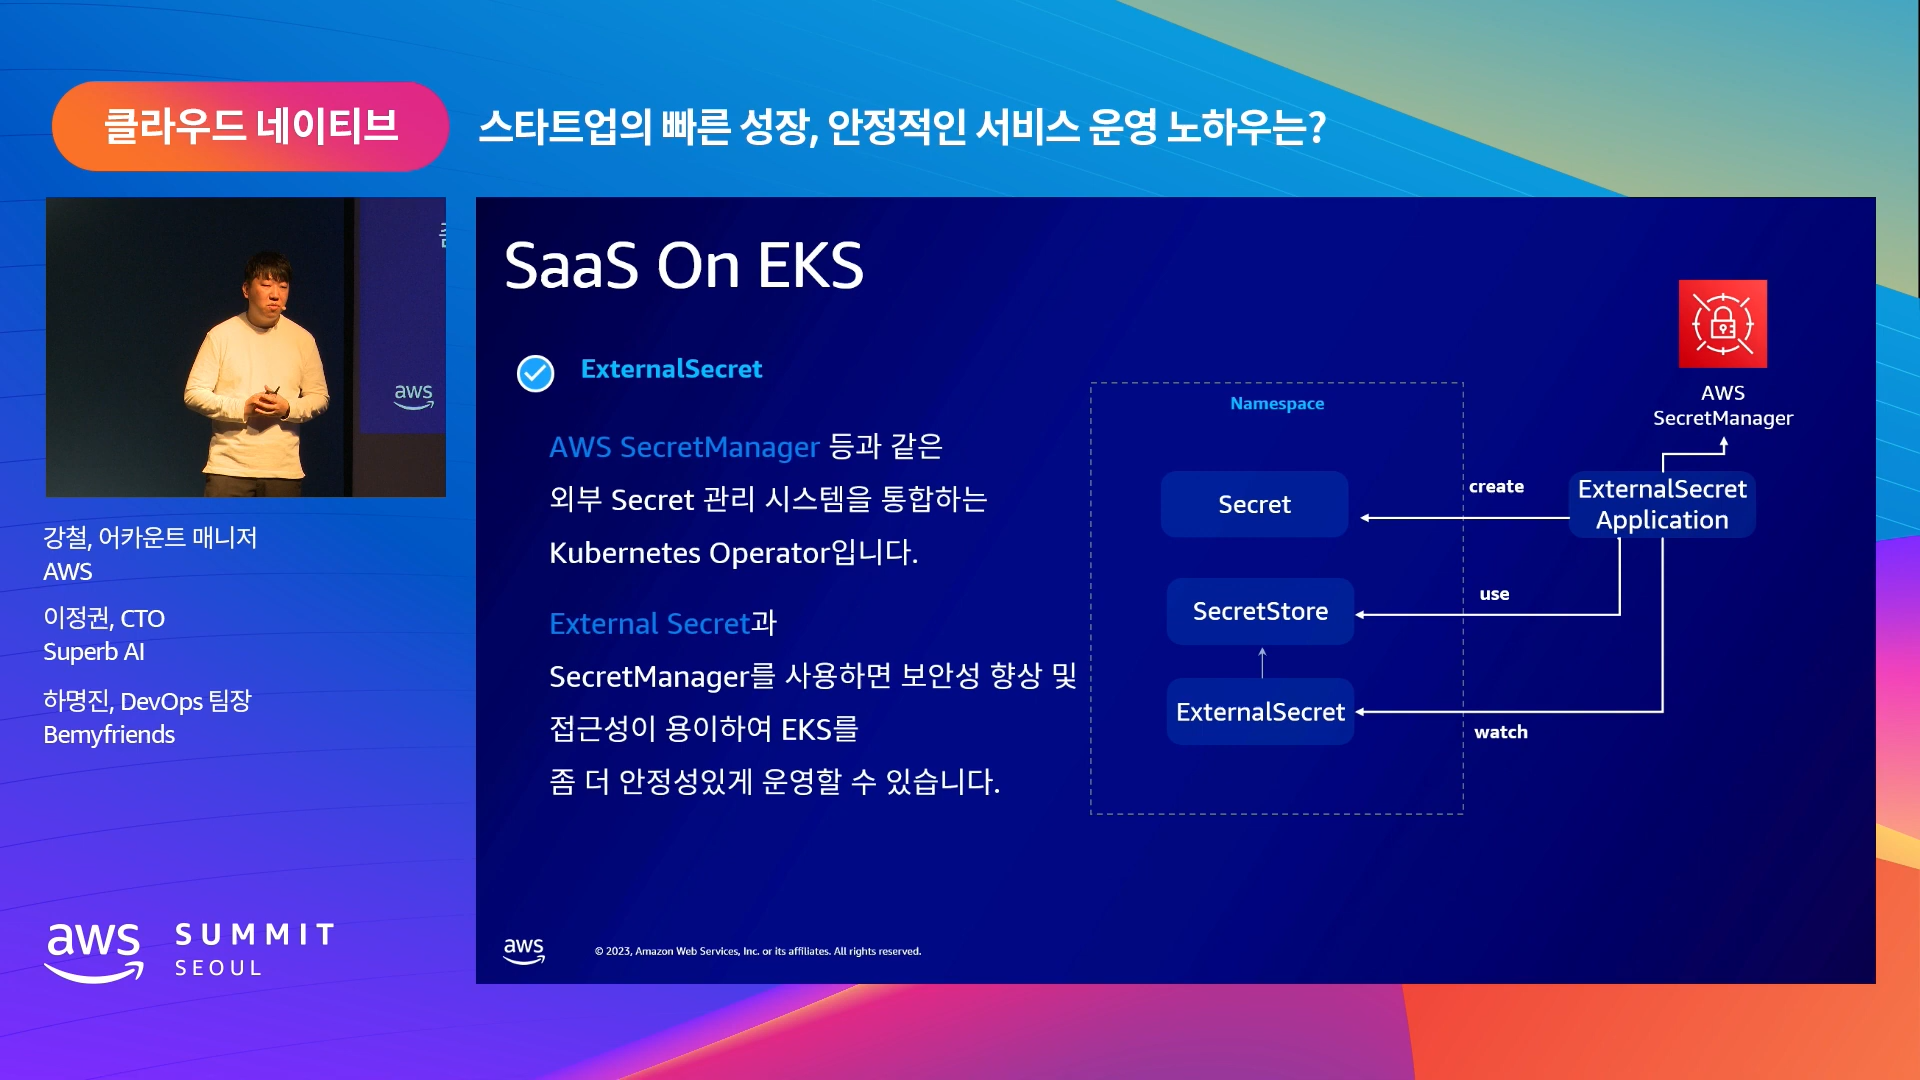 클라우드 네이티브
스타트업의 빠른 성장, 안정적인 서비스 운영 노하우는?
aws
강철, 어카운트 매니저
AWS
이정권, CTO
Superb AI
하명진, DevOps 팀장
Bemyfriends
aws SUMMIT
SEOUL
SaaS On EKS
ExternalSecret
AWS SecretManager 등과 같은
외부 Secret 관리 시스템을 통합하는
Kubernetes Operator입니다.
External Secret과
SecretManager를 사용하면 보안성 향상 및
접근성이 용이하여 EKS를
좀 더 안정성있게 운영할 수 있습니다.
Namespace
Secret
SecretStore
ExternalSecret
create
use
watch
AWS
SecretManager
ExternalSecret
Application
aws
© 2023, Amazon Web Services, Inc. or its affiliates. All rights reserved.